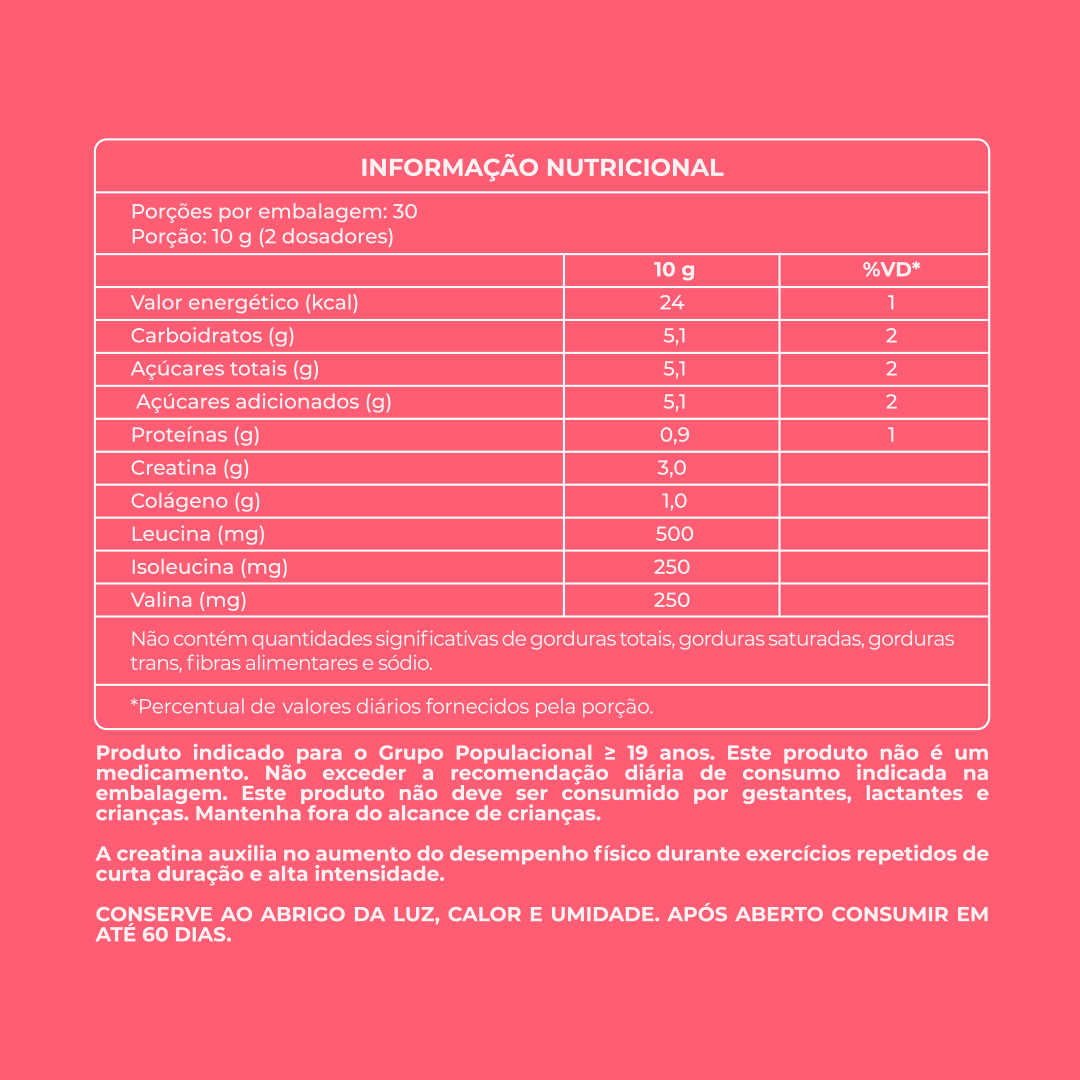 INFORMAÇÃO NUTRICIONAL
Porções por embalagem: 30
Porção: 10 g (2 dosadores)
10 g %VD*
Valor energético (kcal) 24 1
Carboidratos (g) 5,1 2
Açúcares totais (g) 5,1 2
Açúcares adicionados (g) 5,1 2
Proteínas (g) 0,9 1
Creatina (g) 3,0
Colágeno (g) 1,0
Leucina (mg) 500
Isoleucina (mg) 250
Valina (mg) 250
Não contém quantidades significativas de gorduras totais, gorduras saturadas, gorduras
trans, fibras alimentares e sódio.
*Percentual de valores diários fornecidos pela porção.
Produto indicado para o Grupo Populacional ≥ 19 anos. Este produto não é um
medicamento. Não exceder a recomendação diária de consumo indicada na
embalagem. Este produto não deve ser consumido por gestantes, lactantes e
crianças. Mantenha fora do alcance de crianças.
A creatina auxilia no aumento do desempenho físico durante exercícios repetidos de
curta duração e alta intensidade.
CONSERVE AO ABRIGO DA LUZ, CALOR E UMIDADE. APÓS ABERTO CONSUMIR EM
ATÉ 60 DIAS.